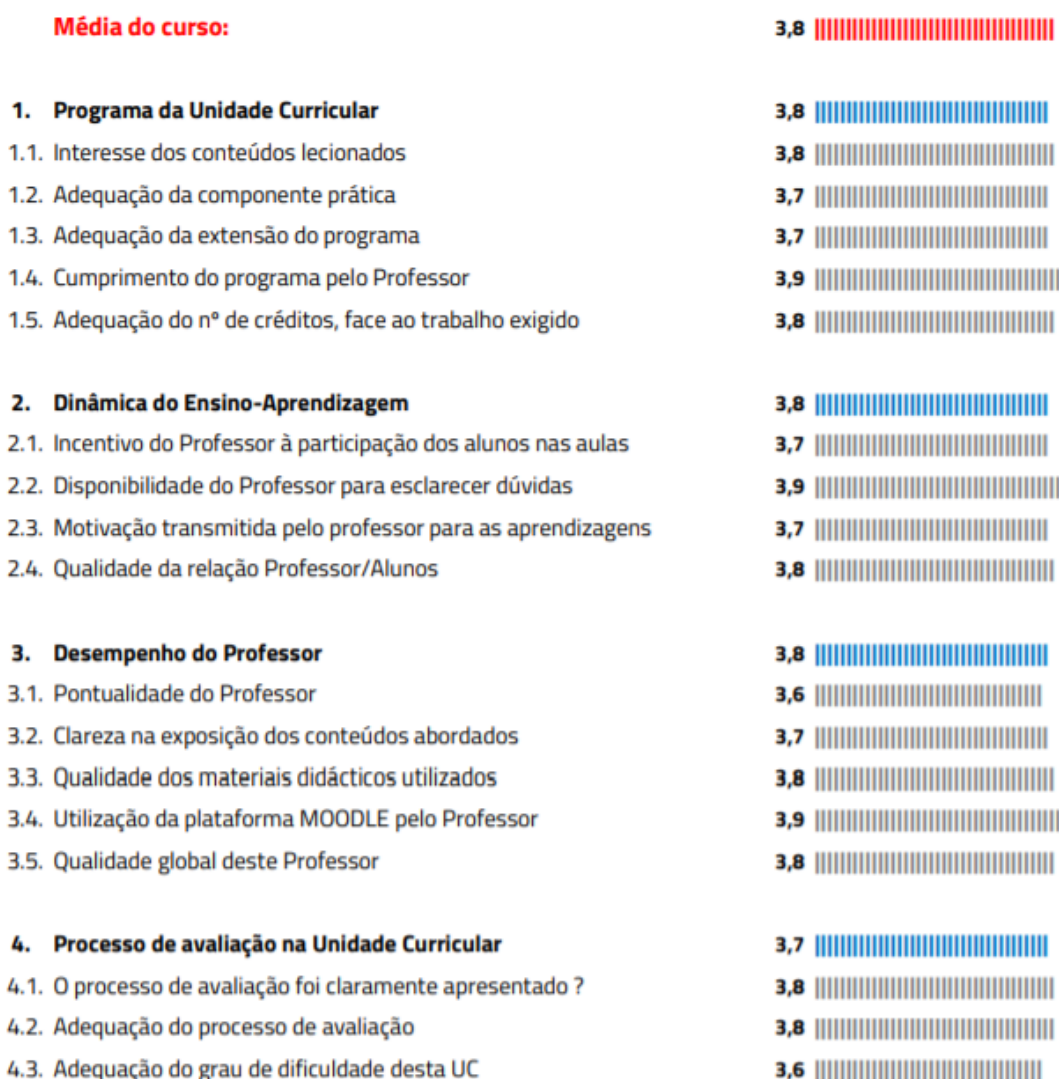 Média do curso: 3,8
1. Programa da Unidade Curricular 3,8
1.1. Interesse dos conteúdos lecionados 3,8
1.2. Adequação da componente prática 3,7
1.3. Adequação da extensão do programa 3,7
1.4. Cumprimento do programa pelo Professor 3,9
1.5. Adequação do nº de créditos, face ao trabalho exigido 3,8
2. Dinâmica do Ensino-Aprendizagem 3,8
2.1. Incentivo do Professor à participação dos alunos nas aulas 3,7
2.2. Disponibilidade do Professor para esclarecer dúvidas 3,9
2.3. Motivação transmitida pelo professor para as aprendizagens 3,7
2.4. Qualidade da relação Professor/Alunos 3,8
3. Desempenho do Professor 3,8
3.1. Pontualidade do Professor 3,6
3.2. Clareza na exposição dos conteúdos abordados 3,7
3.3. Qualidade dos materiais didácticos utilizados 3,8
3.4. Utilização da plataforma MOODLE pelo Professor 3,9
3.5. Qualidade global deste Professor 3,8
4. Processo de avaliação na Unidade Curricular 3,7
4.1. O processo de avaliação foi claramente apresentado ? 3,8
4.2. Adequação do processo de avaliação 3,8
4.3. Adequação do grau de dificuldade desta UC 3,6